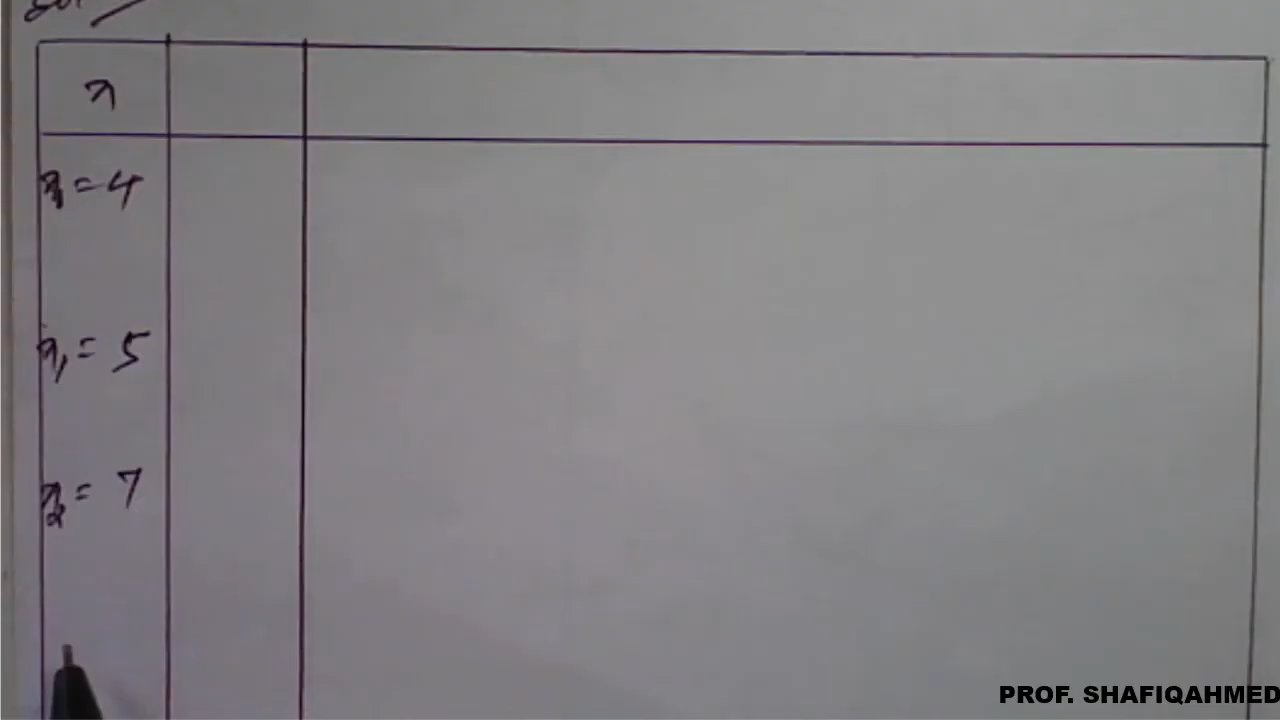 x
x₀ = 4
x₁ = 5
x₂ = 7
PROF. SHAFIQAHMED